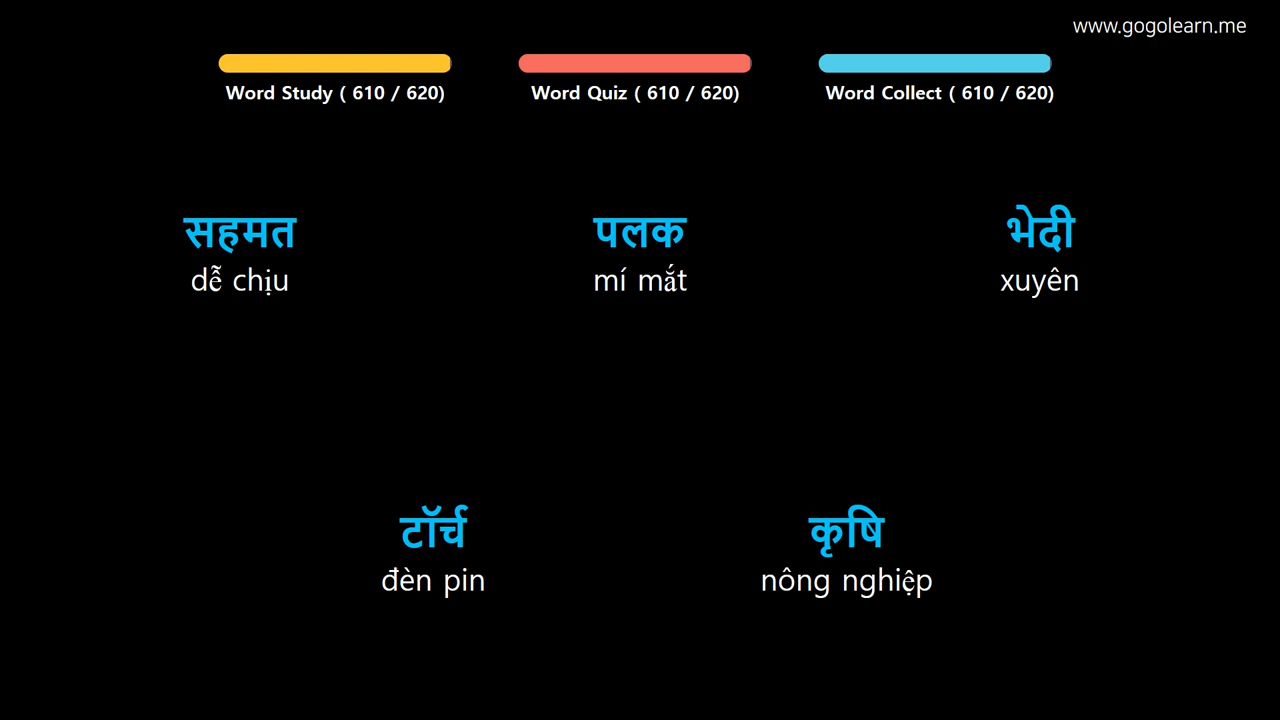 www.gogolearn.me
Word Study ( 610 / 620)
Word Quiz ( 610 / 620)
Word Collect ( 610 / 620)
सहमत
dễ chịu
पलक
mí mắt
भेदी
xuyên
टॉर्च
đèn pin
कृषि
nông nghiệp